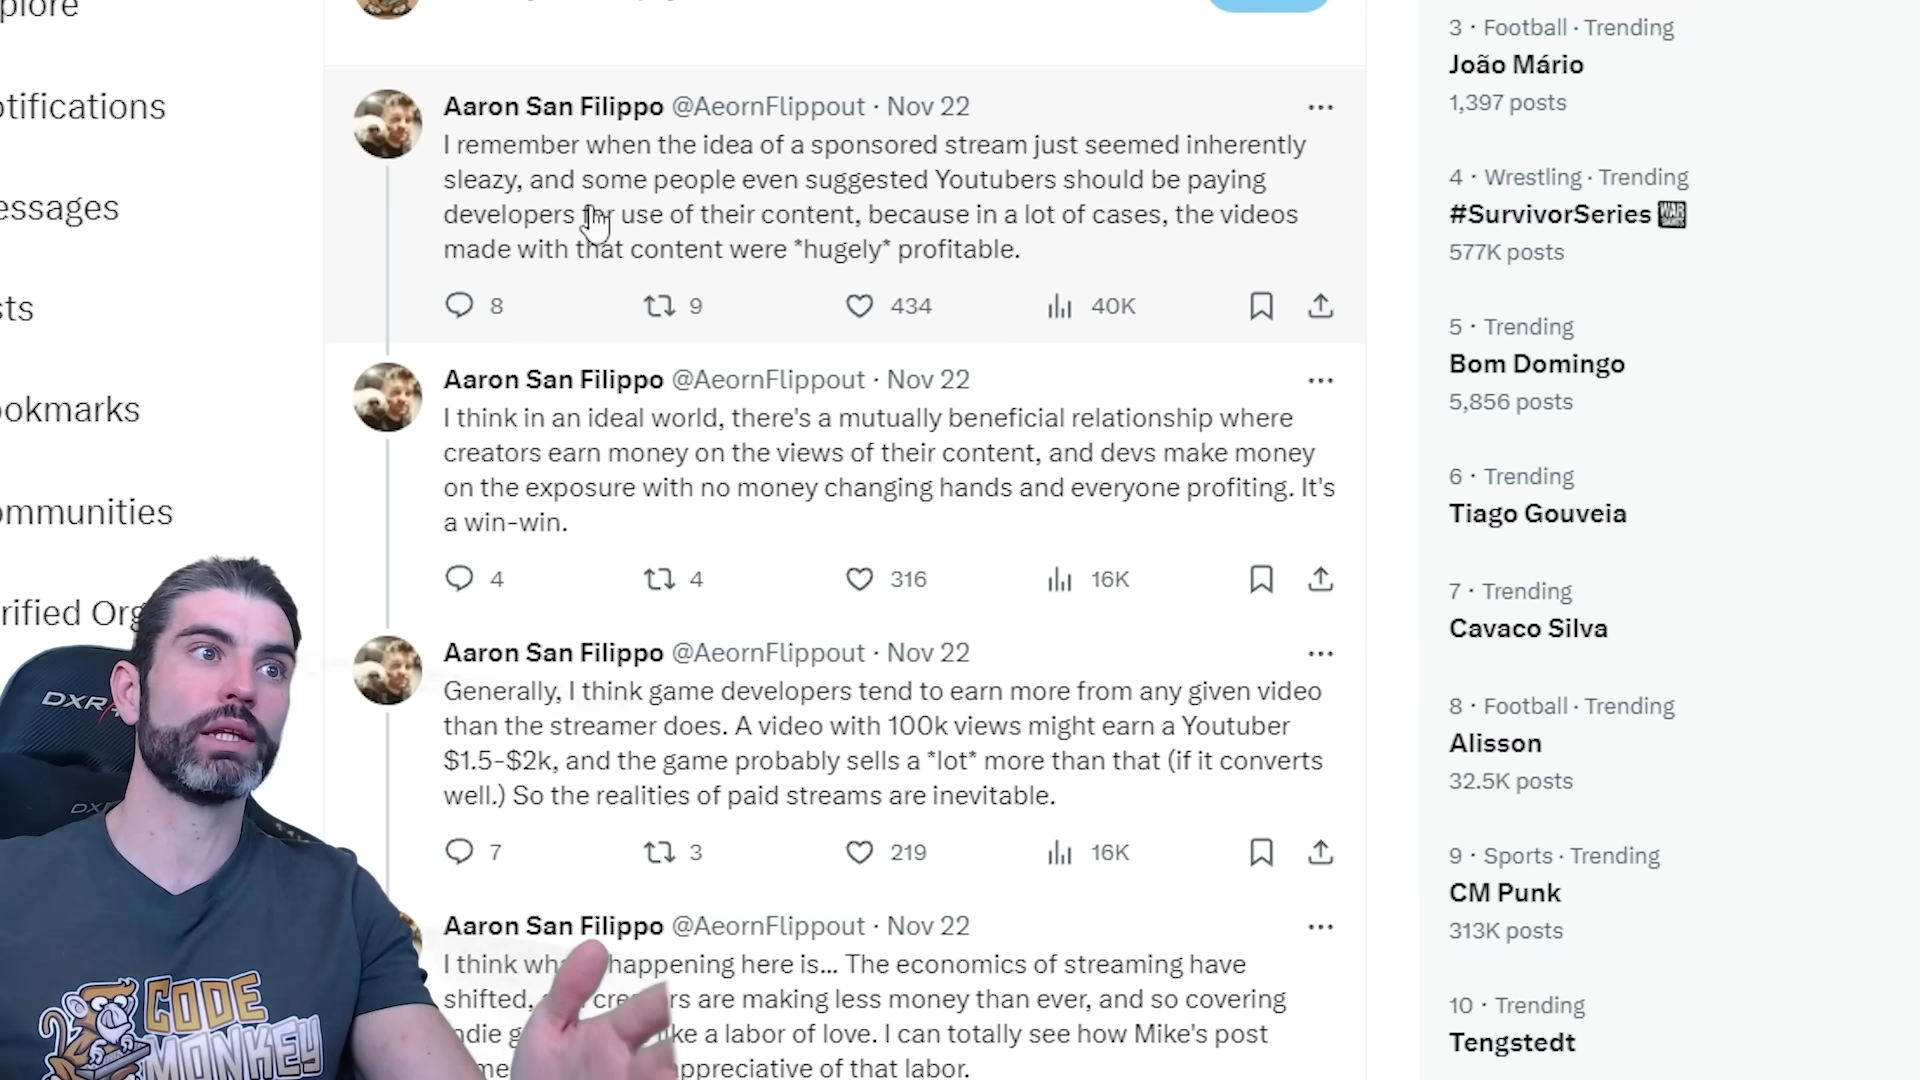 plore
otifications
essages
sts
ookmarks
ommunities
rified Org
Aaron San Filippo @AeornFlippout · Nov 22
I remember when the idea of a sponsored stream just seemed inherently
sleazy, and some people even suggested Youtubers should be paying
developers for use of their content, because in a lot of cases, the videos
made with that content were *hugely* profitable.
8 9 434 40K
Aaron San Filippo @AeornFlippout · Nov 22
I think in an ideal world, there's a mutually beneficial relationship where
creators earn money on the views of their content, and devs make money
on the exposure with no money changing hands and everyone profiting. It's
a win-win.
4 4 316 16K
Aaron San Filippo @AeornFlippout · Nov 22
Generally, I think game developers tend to earn more from any given video
than the streamer does. A video with 100k views might earn a Youtuber
$1.5-$2k, and the game probably sells a *lot* more than that (if it converts
well.) So the realities of paid streams are inevitable.
7 3 219 16K
Aaron San Filippo @AeornFlippout · Nov 22
I think happening here is... The economics of streaming have
shifted, are making less money than ever, and so covering
a labor of love. I can totally see how Mike's post
appreciative of that labor.
3 · Football · Trending
João Mário
1,397 posts
4 · Wrestling · Trending
#SurvivorSeries
577K posts
5 · Trending
Bom Domingo
5,856 posts
6 · Trending
Tiago Gouveia
7 · Trending
Cavaco Silva
8 · Football · Trending
Alisson
32.5K posts
9 · Sports · Trending
CM Punk
313K posts
10 · Trending
Tengstedt
DXR
DX
CODE
MONKEY